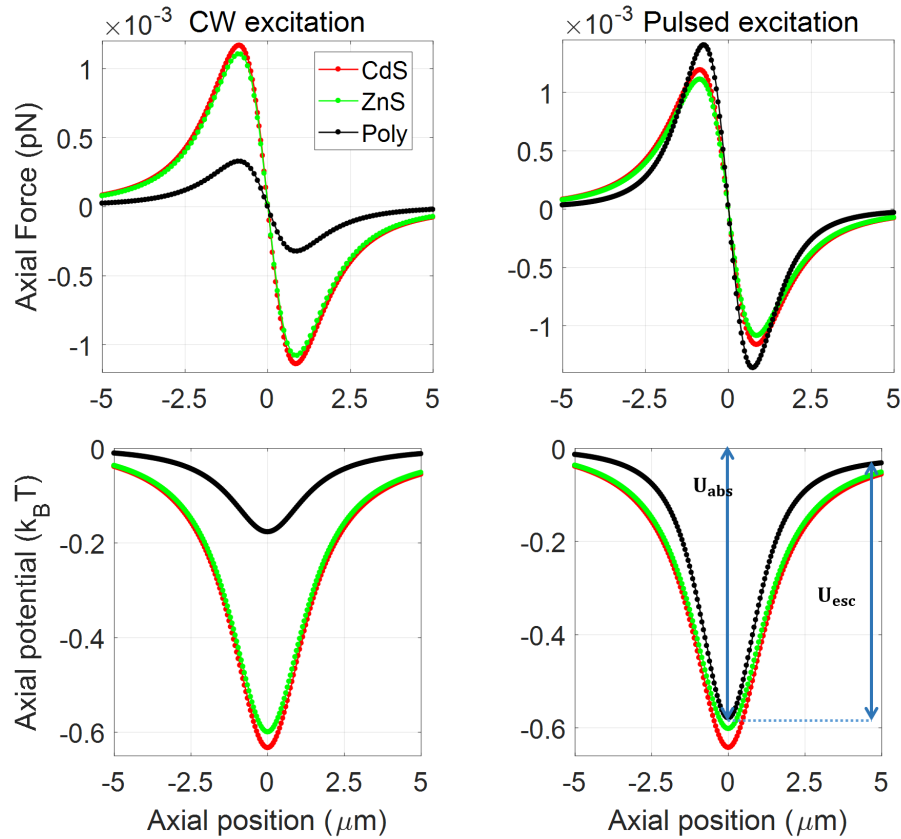 ×10⁻³ CW excitation
×10⁻³ Pulsed excitation
Axial Force (pN)
1
0.5
0
-0.5
-1
CdS
ZnS
Poly
-5 -2.5 0 2.5 5
1
0.5
0
-0.5
-1
-5 -2.5 0 2.5 5
Axial potential (k_BT)
0
-0.2
-0.4
-0.6
-5 -2.5 0 2.5 5
Axial position (μm)
0
-0.2
-0.4
-0.6
U_abs
U_esc
-5 -2.5 0 2.5 5
Axial position (μm)